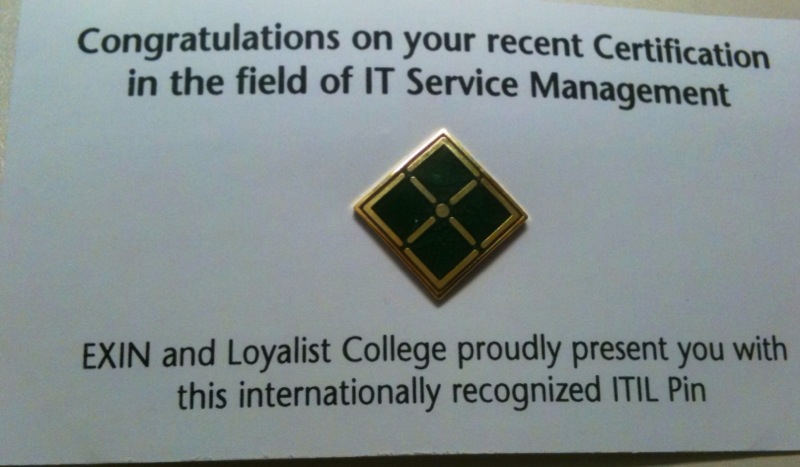 Congratulations on your recent Certification
in the field of IT Service Management
EXIN and Loyalist College proudly present you with
this internationally recognized ITIL Pin